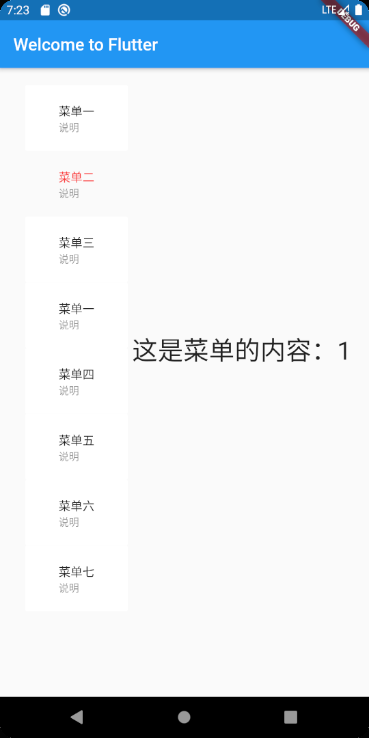 7:23
LTE
DEBUG
Welcome to Flutter
菜单一
说明
菜单二
说明
菜单三
说明
菜单一
说明
菜单四
说明
这是菜单的内容：1
菜单五
说明
菜单六
说明
菜单七
说明